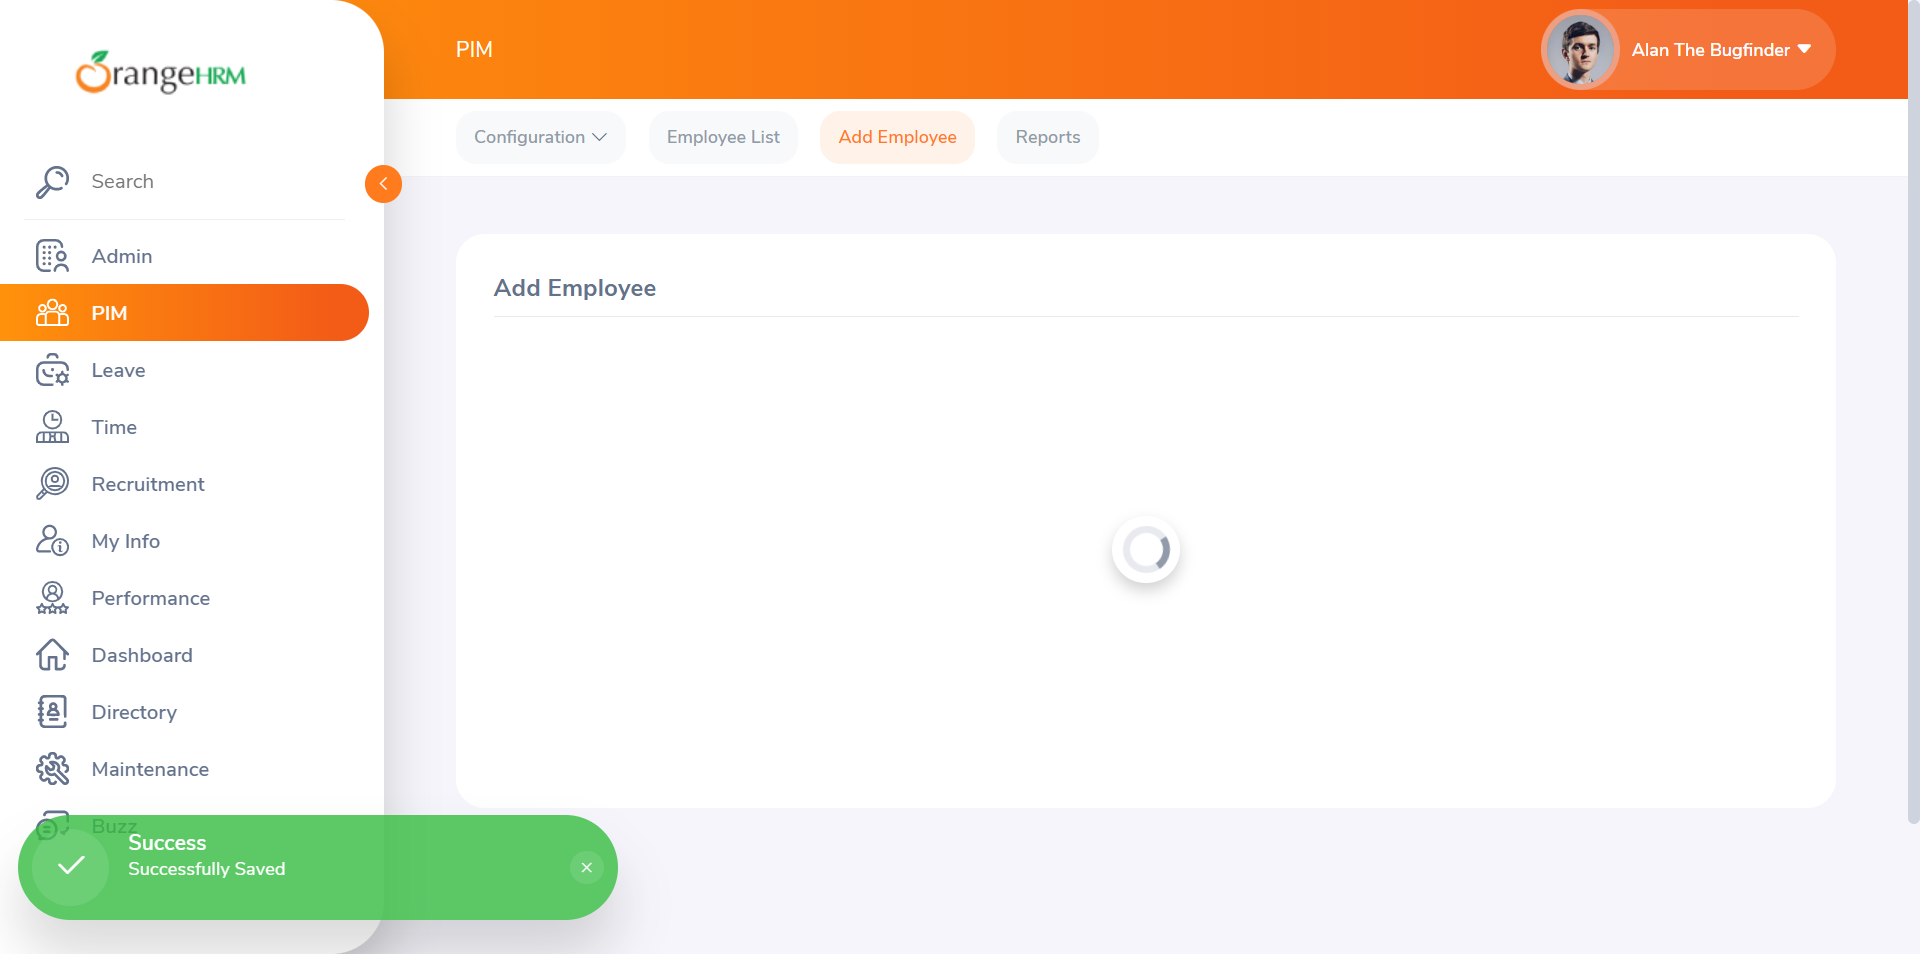 OrangeHRM
PIM
Alan The Bugfinder
Configuration
Employee List
Add Employee
Reports
Search
Admin
PIM
Leave
Time
Recruitment
My Info
Performance
Dashboard
Directory
Maintenance
Buzz
Add Employee
Success
Successfully Saved